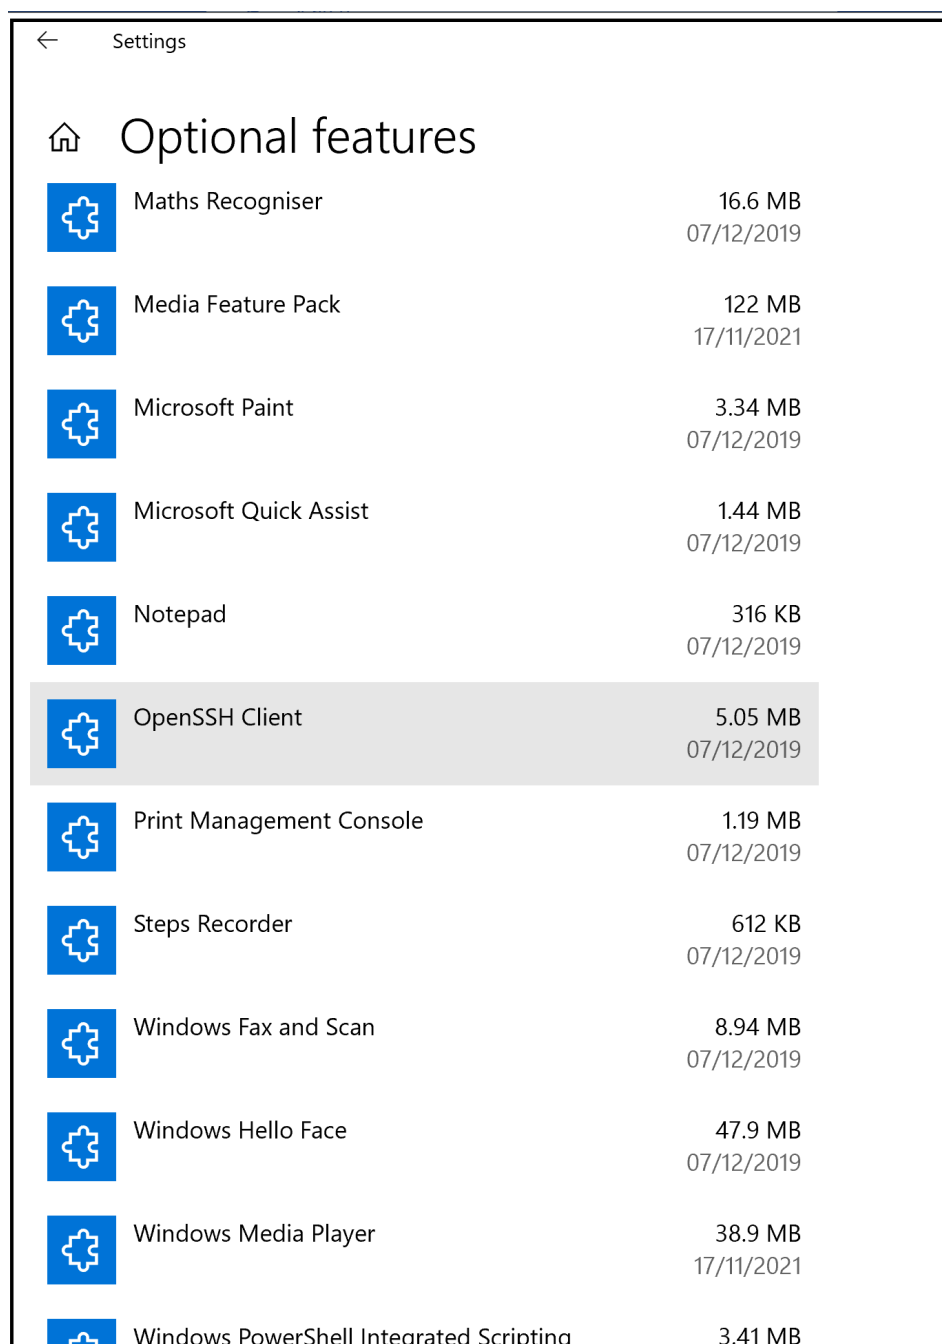 Settings
Optional features
Maths Recogniser 16.6 MB
07/12/2019
Media Feature Pack 122 MB
17/11/2021
Microsoft Paint 3.34 MB
07/12/2019
Microsoft Quick Assist 1.44 MB
07/12/2019
Notepad 316 KB
07/12/2019
OpenSSH Client 5.05 MB
07/12/2019
Print Management Console 1.19 MB
07/12/2019
Steps Recorder 612 KB
07/12/2019
Windows Fax and Scan 8.94 MB
07/12/2019
Windows Hello Face 47.9 MB
07/12/2019
Windows Media Player 38.9 MB
17/11/2021
Windows PowerShell Integrated Scripting 3.41 MB